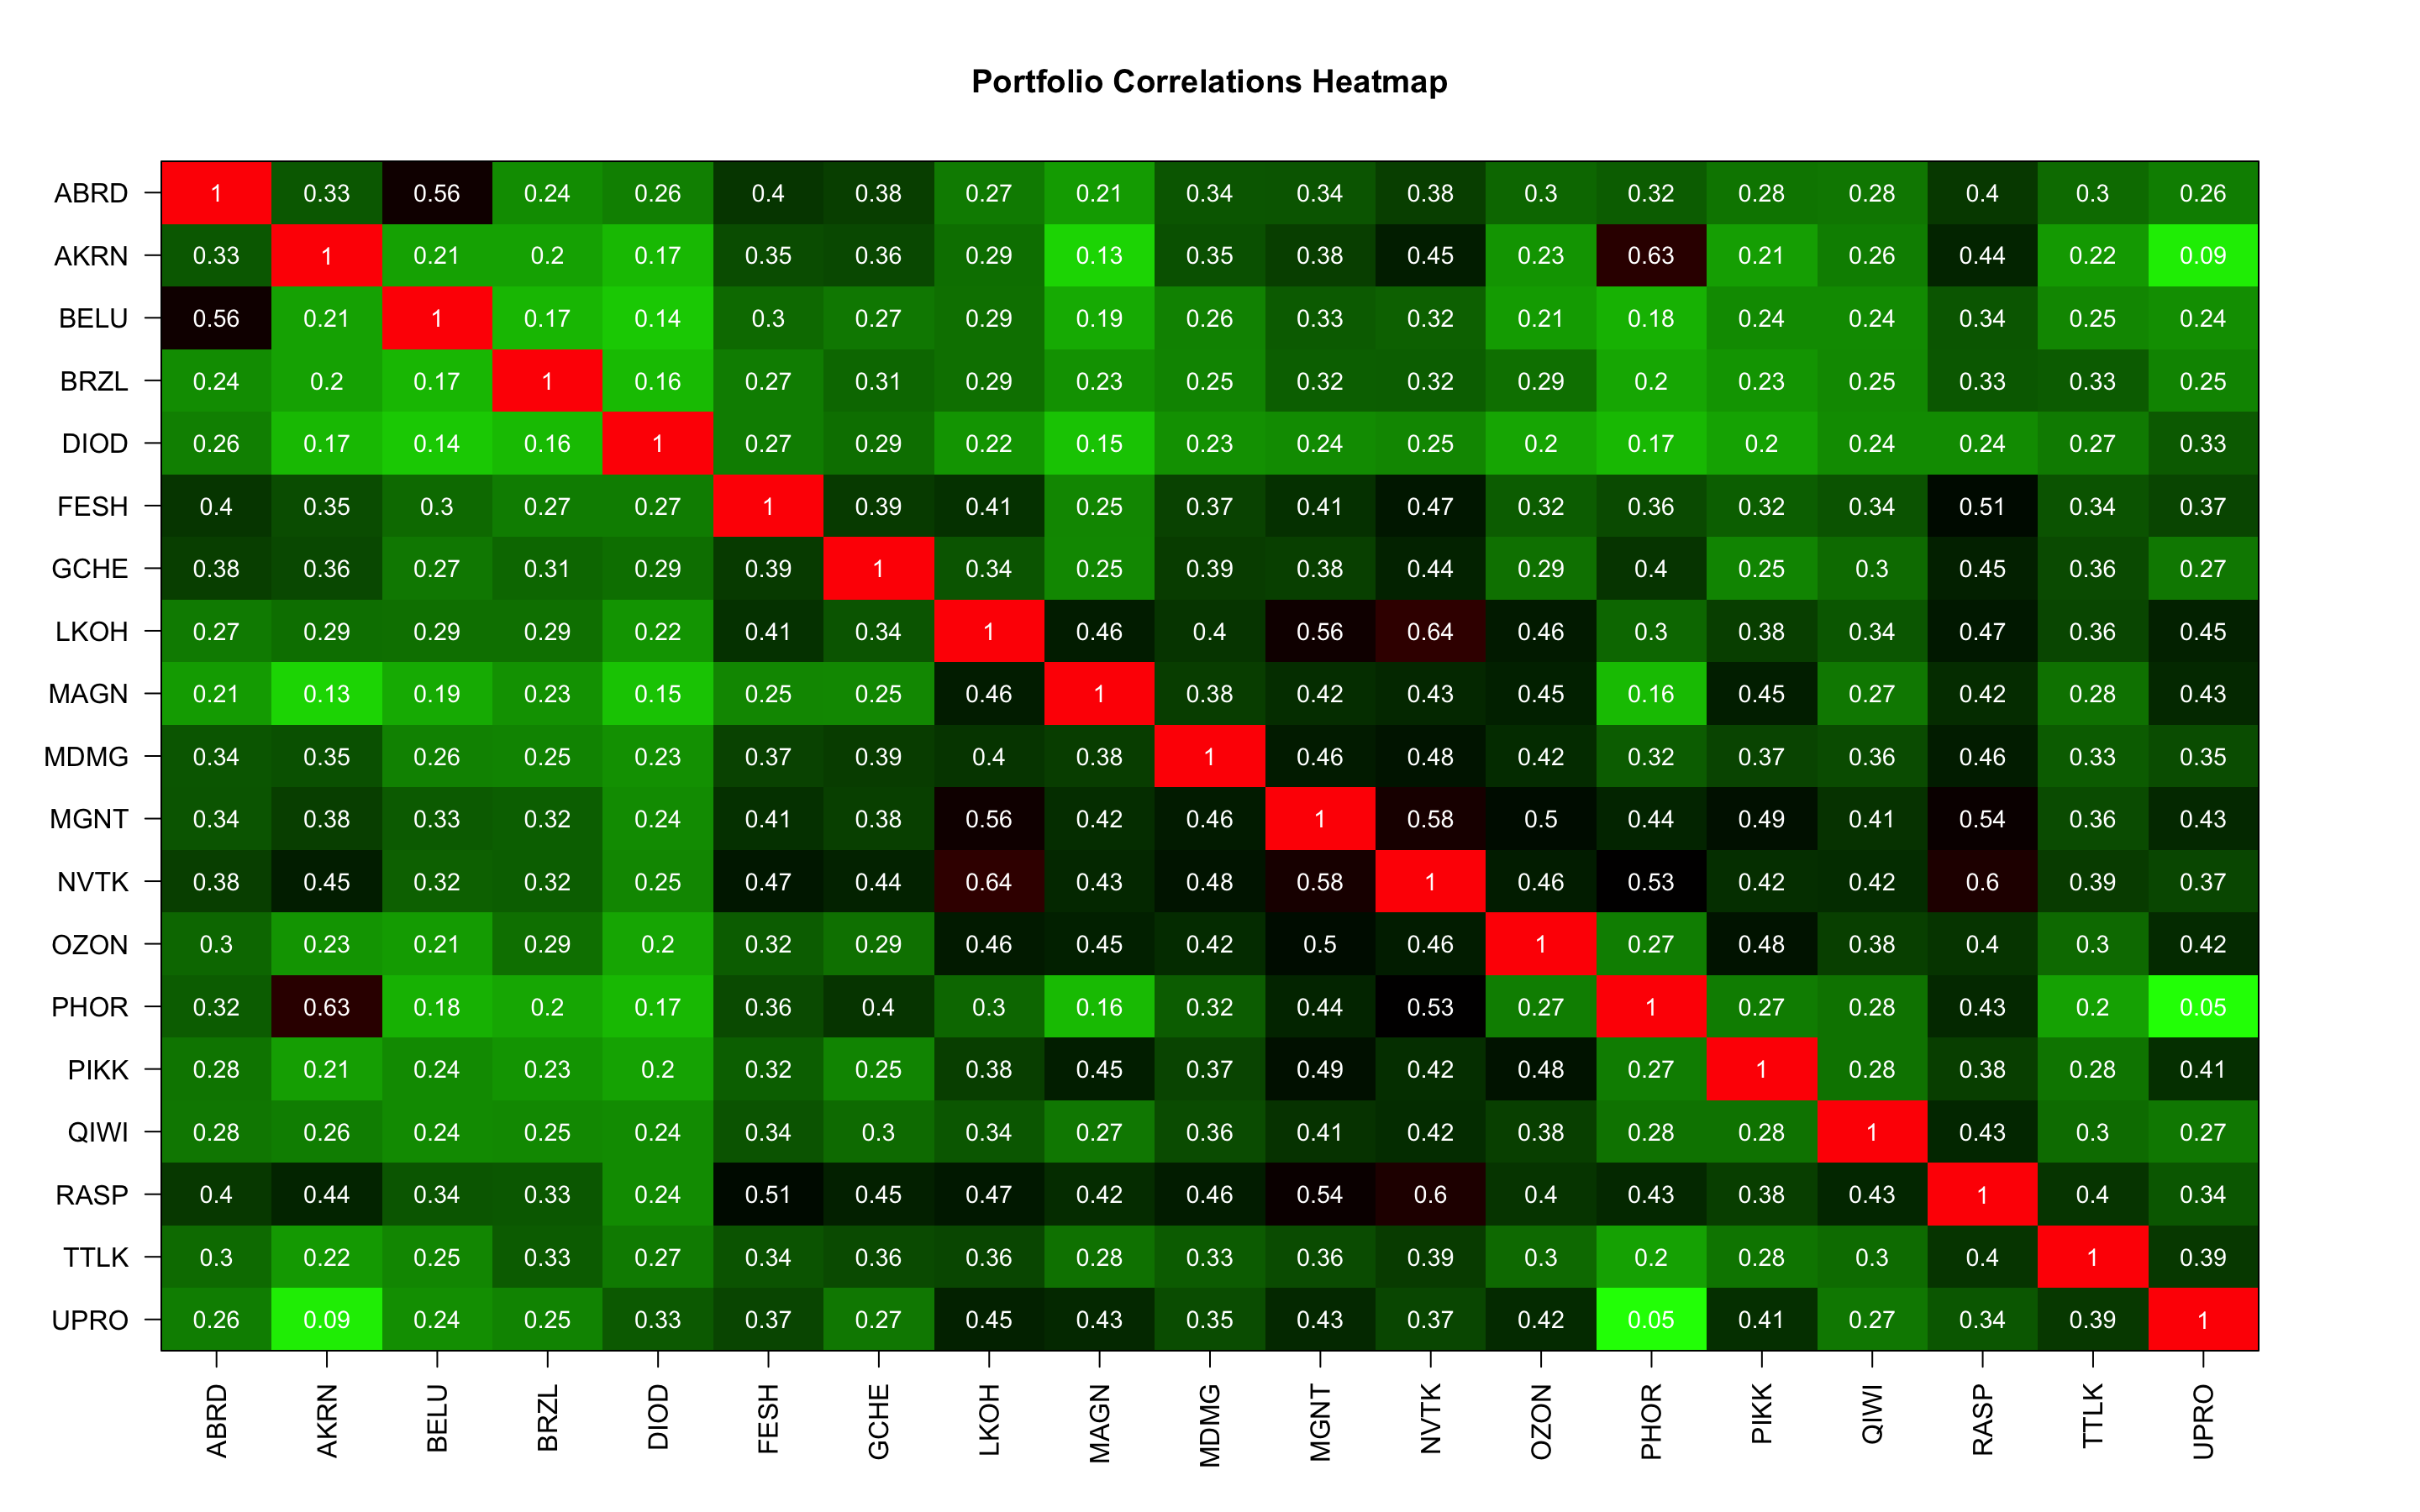 Portfolio Correlations Heatmap
ABRD 1 0.33 0.56 0.24 0.26 0.4 0.38 0.27 0.21 0.34 0.34 0.38 0.3 0.32 0.28 0.28 0.4 0.3 0.26
AKRN 0.33 1 0.21 0.2 0.17 0.35 0.36 0.29 0.13 0.35 0.38 0.45 0.23 0.63 0.21 0.26 0.44 0.22 0.09
BELU 0.56 0.21 1 0.17 0.14 0.3 0.27 0.29 0.19 0.26 0.33 0.32 0.21 0.18 0.24 0.24 0.34 0.25 0.24
BRZL 0.24 0.2 0.17 1 0.16 0.27 0.31 0.29 0.23 0.25 0.32 0.32 0.29 0.2 0.23 0.25 0.33 0.33 0.25
DIOD 0.26 0.17 0.14 0.16 1 0.27 0.29 0.22 0.15 0.23 0.24 0.25 0.2 0.17 0.2 0.24 0.24 0.27 0.33
FESH 0.4 0.35 0.3 0.27 0.27 1 0.39 0.41 0.25 0.37 0.41 0.47 0.32 0.36 0.32 0.34 0.51 0.34 0.37
GCHE 0.38 0.36 0.27 0.31 0.29 0.39 1 0.34 0.25 0.39 0.38 0.44 0.29 0.4 0.25 0.3 0.45 0.36 0.27
LKOH 0.27 0.29 0.29 0.29 0.22 0.41 0.34 1 0.46 0.4 0.56 0.64 0.46 0.3 0.38 0.34 0.47 0.36 0.45
MAGN 0.21 0.13 0.19 0.23 0.15 0.25 0.25 0.46 1 0.38 0.42 0.43 0.45 0.16 0.45 0.27 0.42 0.28 0.43
MDMG 0.34 0.35 0.26 0.25 0.23 0.37 0.39 0.4 0.38 1 0.46 0.48 0.42 0.32 0.37 0.36 0.46 0.33 0.35
MGNT 0.34 0.38 0.33 0.32 0.24 0.41 0.38 0.56 0.42 0.46 1 0.58 0.5 0.44 0.49 0.41 0.54 0.36 0.43
NVTK 0.38 0.45 0.32 0.32 0.25 0.47 0.44 0.64 0.43 0.48 0.58 1 0.46 0.53 0.42 0.42 0.6 0.39 0.37
OZON 0.3 0.23 0.21 0.29 0.2 0.32 0.29 0.46 0.45 0.42 0.5 0.46 1 0.27 0.48 0.38 0.4 0.3 0.42
PHOR 0.32 0.63 0.18 0.2 0.17 0.36 0.4 0.3 0.16 0.32 0.44 0.53 0.27 1 0.27 0.28 0.43 0.2 0.05
PIKK 0.28 0.21 0.24 0.23 0.2 0.32 0.25 0.38 0.45 0.37 0.49 0.42 0.48 0.27 1 0.28 0.38 0.28 0.41
QIWI 0.28 0.26 0.24 0.25 0.24 0.34 0.3 0.34 0.27 0.36 0.41 0.42 0.38 0.28 0.28 1 0.43 0.3 0.27
RASP 0.4 0.44 0.34 0.33 0.24 0.51 0.45 0.47 0.42 0.46 0.54 0.6 0.4 0.43 0.38 0.43 1 0.4 0.34
TTLK 0.3 0.22 0.25 0.33 0.27 0.34 0.36 0.36 0.28 0.33 0.36 0.39 0.3 0.2 0.28 0.3 0.4 1 0.39
UPRO 0.26 0.09 0.24 0.25 0.33 0.37 0.27 0.45 0.43 0.35 0.43 0.37 0.42 0.05 0.41 0.27 0.34 0.39 1
ABRD AKRN BELU BRZL DIOD FESH GCHE LKOH MAGN MDMG MGNT NVTK OZON PHOR PIKK QIWI RASP TTLK UPRO